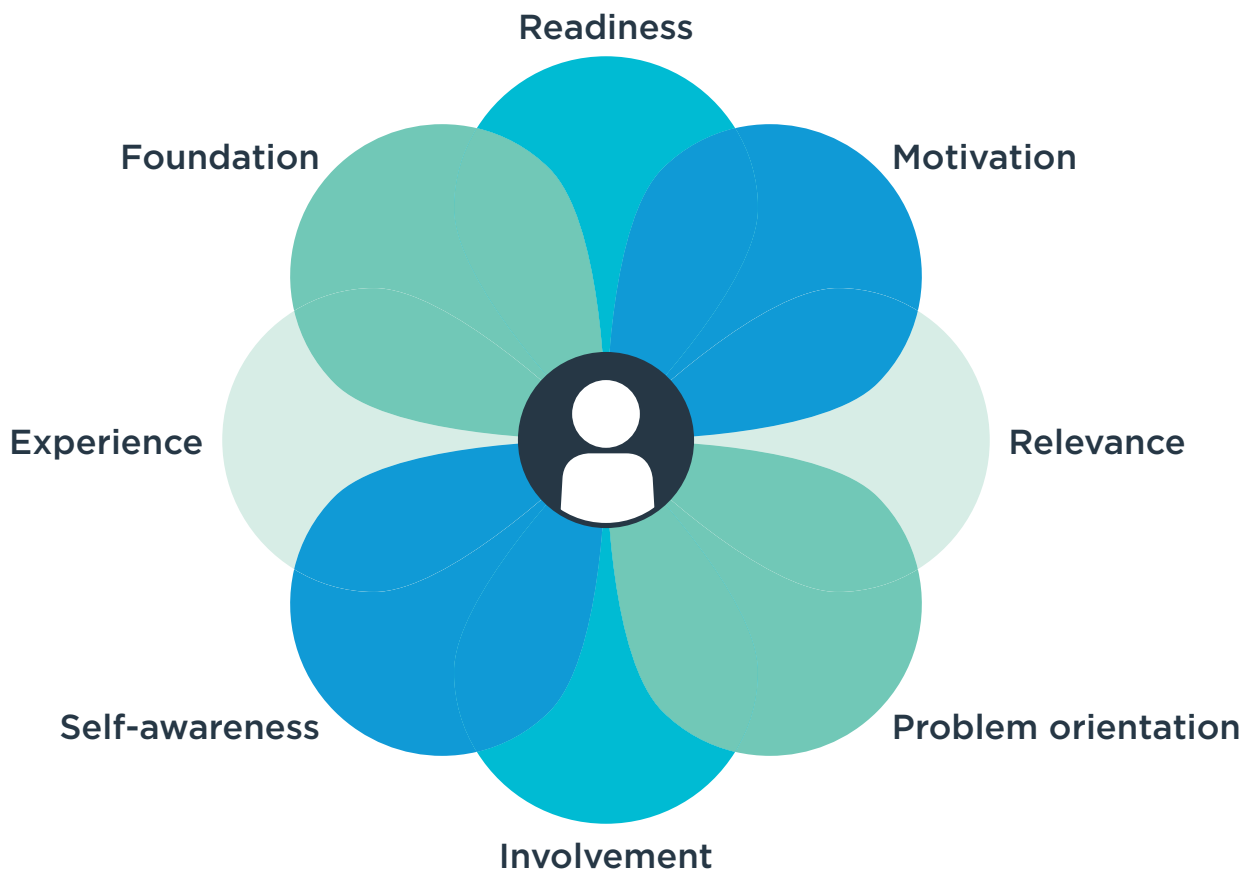 Readiness
Foundation
Motivation
Experience
Relevance
Self-awareness
Problem orientation
Involvement